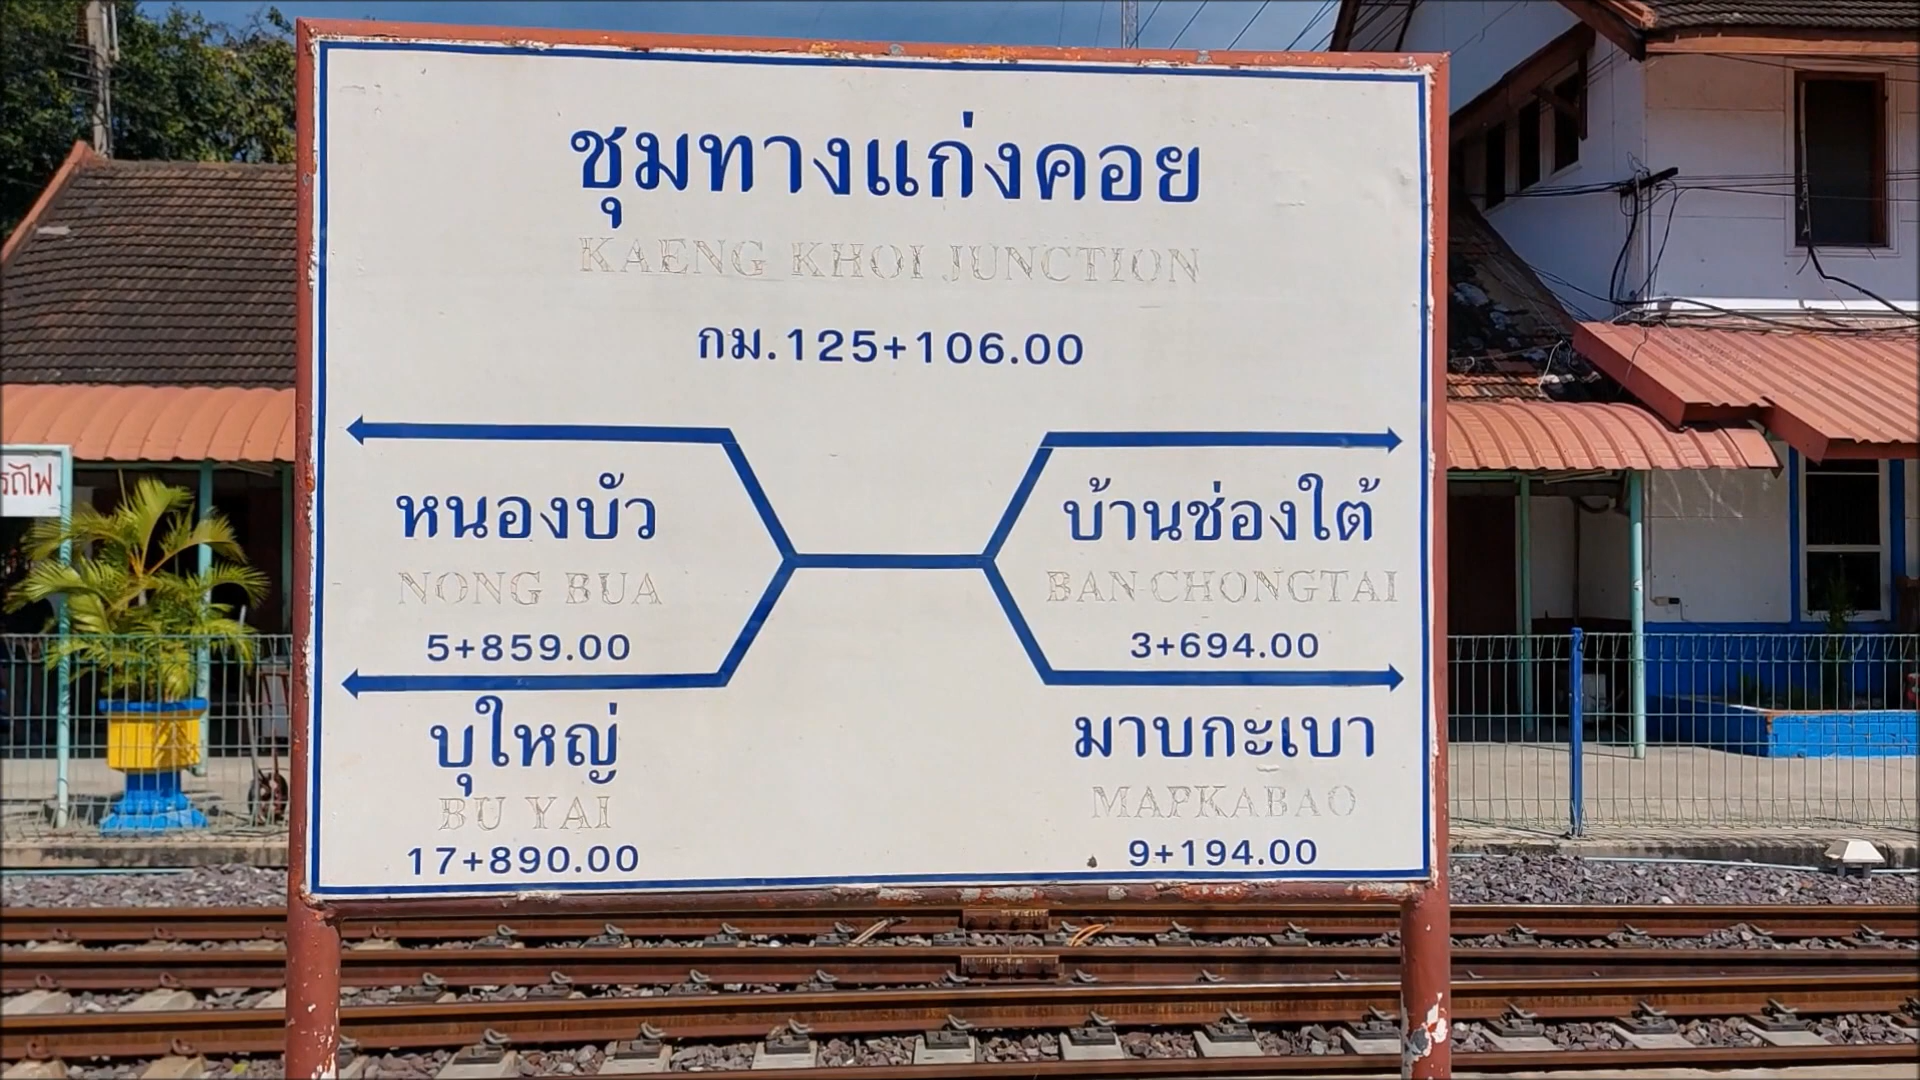 ชุมทางแก่งคอย
KAENG KHOI JUNCTION
กม.125+106.00
หนองบัว
NONG BUA
5+859.00
บุใหญ่
BU YAI
17+890.00
บ้านช่องใต้
BAN CHONGTAI
3+694.00
มาบกะเบา
MAPKABAO
9+194.00
รถไฟ